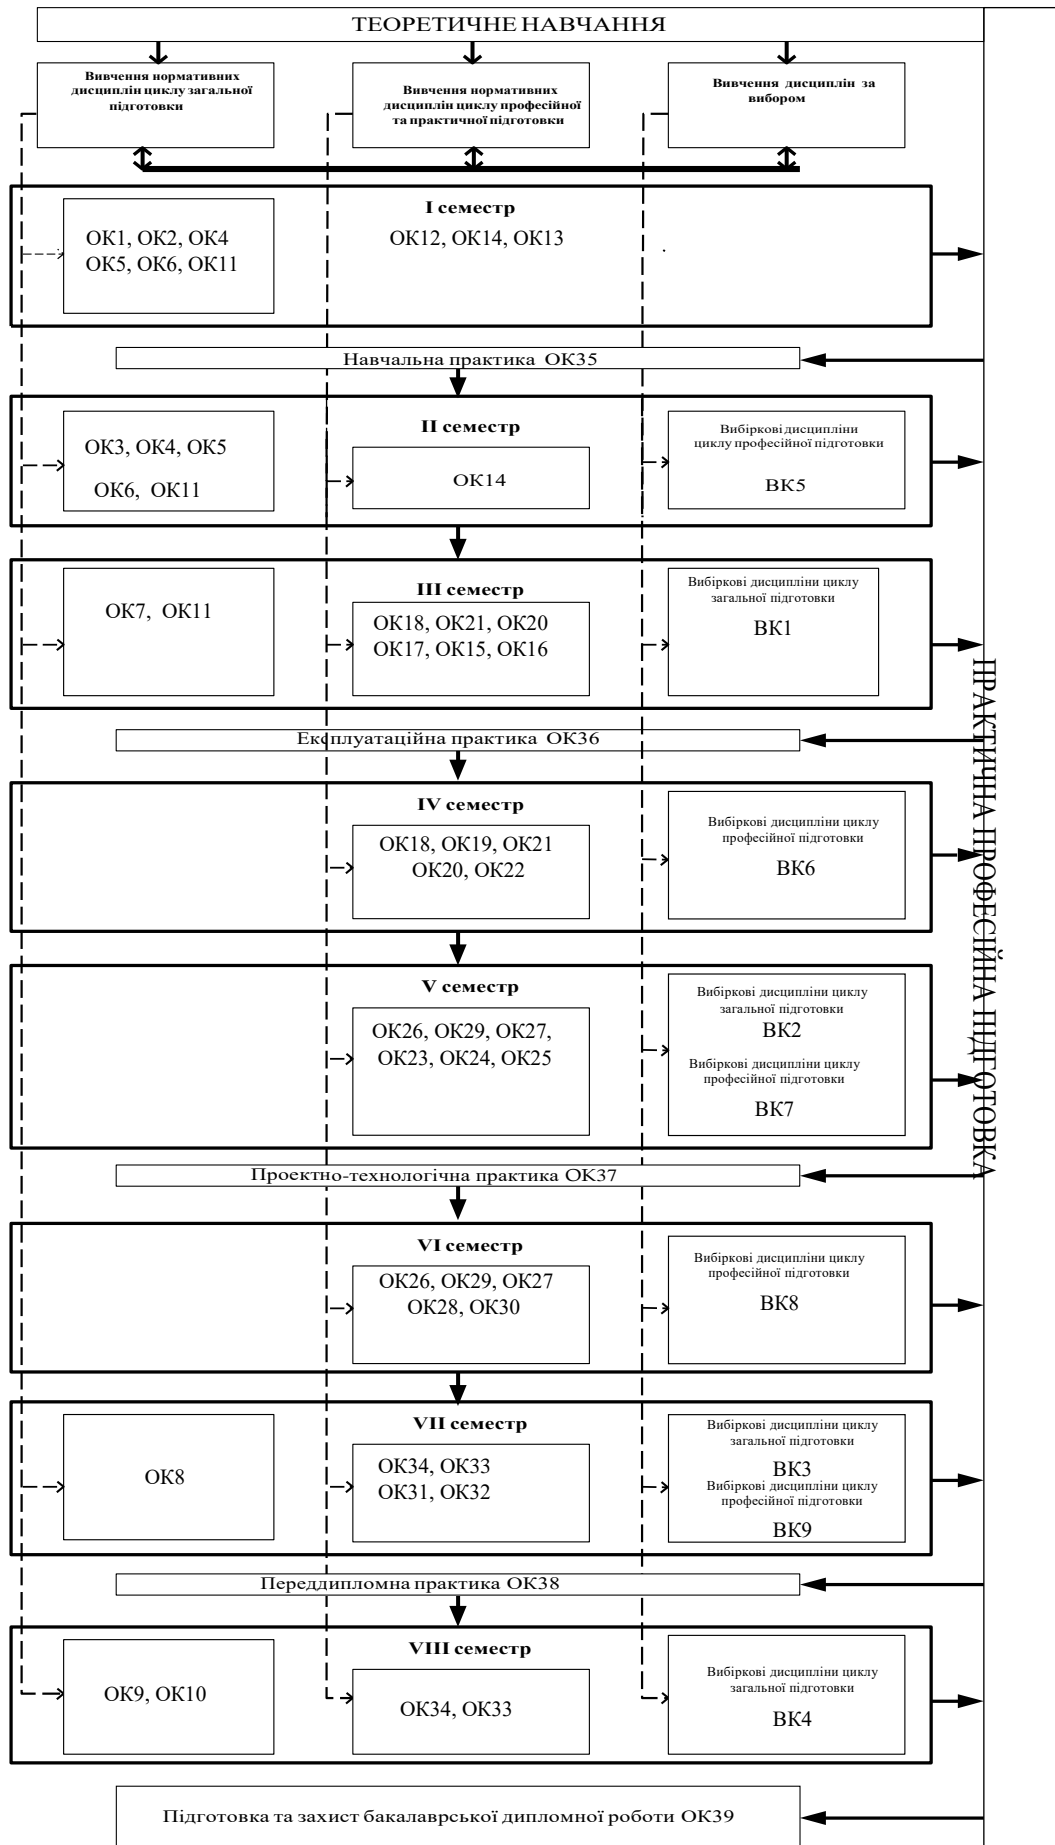 ТЕОРЕТИЧНЕ НАВЧАННЯ
Вивчення нормативних
дисциплін циклу загальної
підготовки
Вивчення нормативних
дисциплін циклу професійної
та практичної підготовки
Вивчення дисциплін за
вибором
I семестр
ОК1, ОК2, ОК4
ОК5, ОК6, ОК11
ОК12, ОК14, ОК13
.
Навчальна практика ОК35
II семестр
ОК3, ОК4, ОК5
ОК6, ОК11
ОК14
Вибіркові дисципліни
циклу професійної підготовки
ВК5
III семестр
ОК7, ОК11
ОК18, ОК21, ОК20
ОК17, ОК15, ОК16
Вибіркові дисципліни циклу
загальної підготовки
ВК1
Експлуатаційна практика ОК36
IV семестр
ОК18, ОК19, ОК21
ОК20, ОК22
Вибіркові дисципліни циклу
професійної підготовки
ВК6
V семестр
ОК26, ОК29, ОК27,
ОК23, ОК24, ОК25
Вибіркові дисципліни циклу
загальної підготовки
ВК2
Вибіркові дисципліни циклу
професійної підготовки
ВК7
Проектно-технологічна практика ОК37
VI семестр
ОК26, ОК29, ОК27
ОК28, ОК30
Вибіркові дисципліни циклу
професійної підготовки
ВК8
VII семестр
ОК8
ОК34, ОК33
ОК31, ОК32
Вибіркові дисципліни циклу
загальної підготовки
ВК3
Вибіркові дисципліни циклу
професійної підготовки
ВК9
Переддипломна практика ОК38
VIII семестр
ОК9, ОК10
ОК34, ОК33
Вибіркові дисципліни циклу
загальної підготовки
ВК4
Підготовка та захист бакалаврської дипломної роботи ОК39
ПРАКТИЧНА ПРОФЕСІЙНА ПІДГОТОВКА